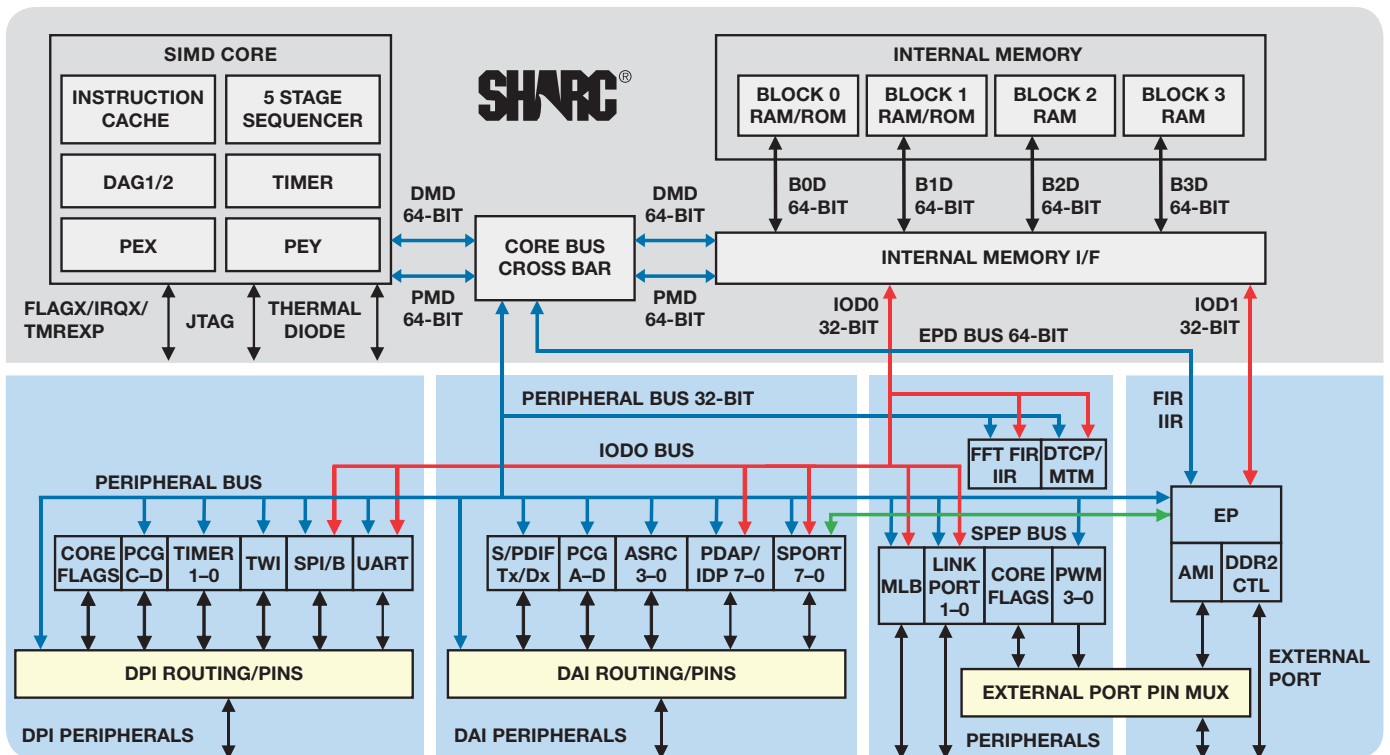 SIMD CORE
INSTRUCTION
CACHE
5 STAGE
SEQUENCER
DAG1/2
TIMER
PEX
PEY
SHARC®
INTERNAL MEMORY
BLOCK 0
RAM/ROM
BLOCK 1
RAM/ROM
BLOCK 2
RAM
BLOCK 3
RAM
B0D
64-BIT
B1D
64-BIT
B2D
64-BIT
B3D
64-BIT
DMD
64-BIT
DMD
64-BIT
CORE BUS
CROSS BAR
INTERNAL MEMORY I/F
PMD
64-BIT
PMD
64-BIT
FLAGX/IRQX/
TMREXP
JTAG
THERMAL
DIODE
IOD0
32-BIT
IOD1
32-BIT
EPD BUS 64-BIT
PERIPHERAL BUS 32-BIT
FIR
IIR
IODO BUS
FFT FIR
IIR
DTCP/
MTM
PERIPHERAL BUS
EP
SPEP BUS
CORE
FLAGS
PCG
C–D
TIMER
1–0
TWI
SPI/B
UART
S/PDIF
Tx/Dx
PCG
A–D
ASRC
3–0
PDAP/
IDP 7–0
SPORT
7–0
MLB
LINK
PORT
1–0
CORE
FLAGS
PWM
3–0
AMI
DDR2
CTL
DPI ROUTING/PINS
DAI ROUTING/PINS
EXTERNAL PORT PIN MUX
EXTERNAL
PORT
DPI PERIPHERALS
DAI PERIPHERALS
PERIPHERALS